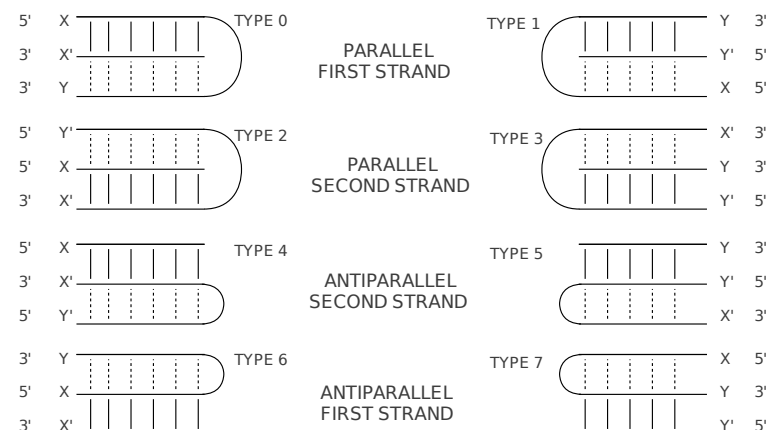 5' X TYPE 0 TYPE 1 Y 3'
PARALLEL
3' X' Y' 5'
FIRST STRAND
3' Y X 5'
5' Y' TYPE 2 TYPE 3 X' 3'
PARALLEL
5' X Y 3'
SECOND STRAND
3' X' Y' 5'
5' X TYPE 4 TYPE 5 Y 3'
ANTIPARALLEL
3' X' Y' 5'
SECOND STRAND
5' Y' X' 3'
3' Y TYPE 6 TYPE 7 X 5'
ANTIPARALLEL
5' X Y 3'
FIRST STRAND
3' X' Y' 5'